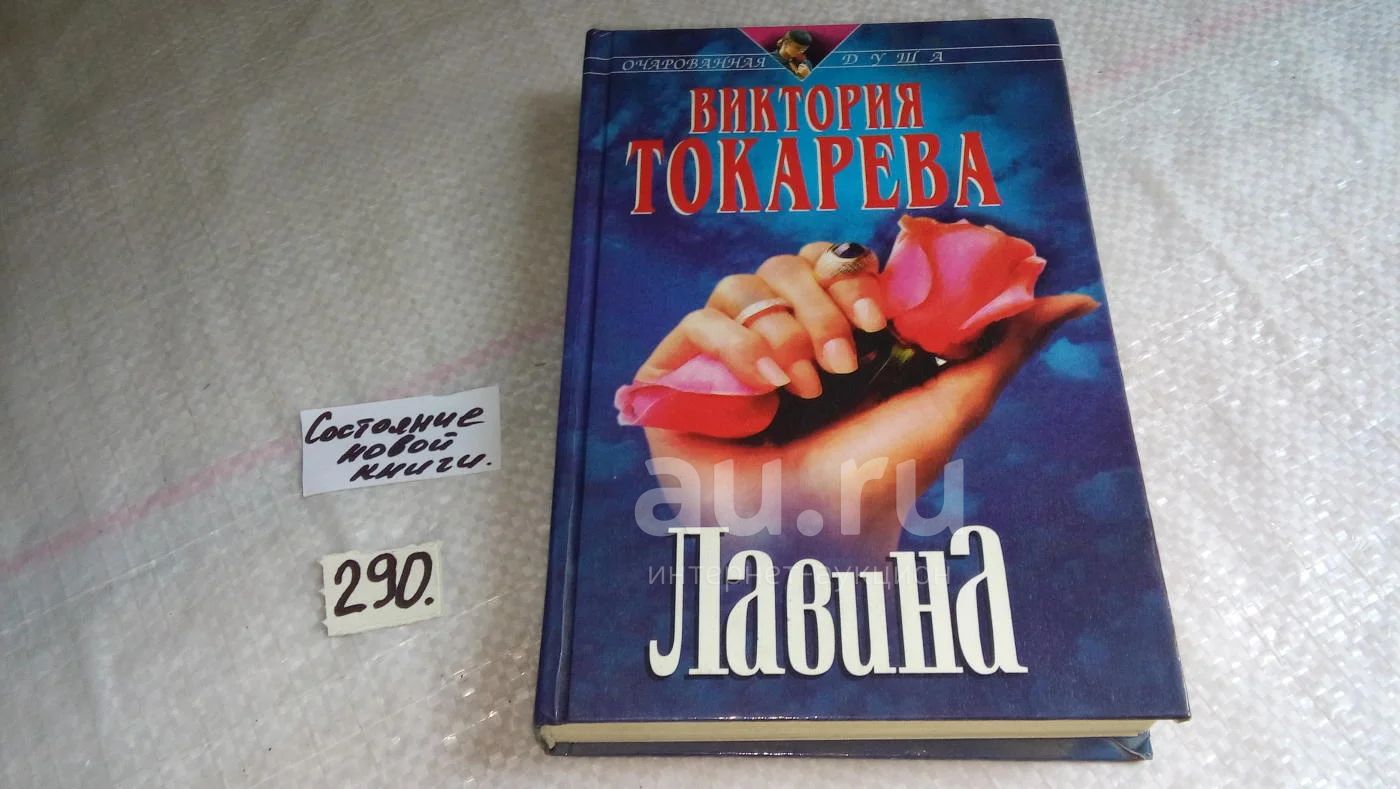 ОЧАРОВАННАЯ ДУША
ВИКТОРИЯ
ТОКАРЕВА
Состояние
новой
книги.
au.ru
интернет-аукцион
290.
Лавина